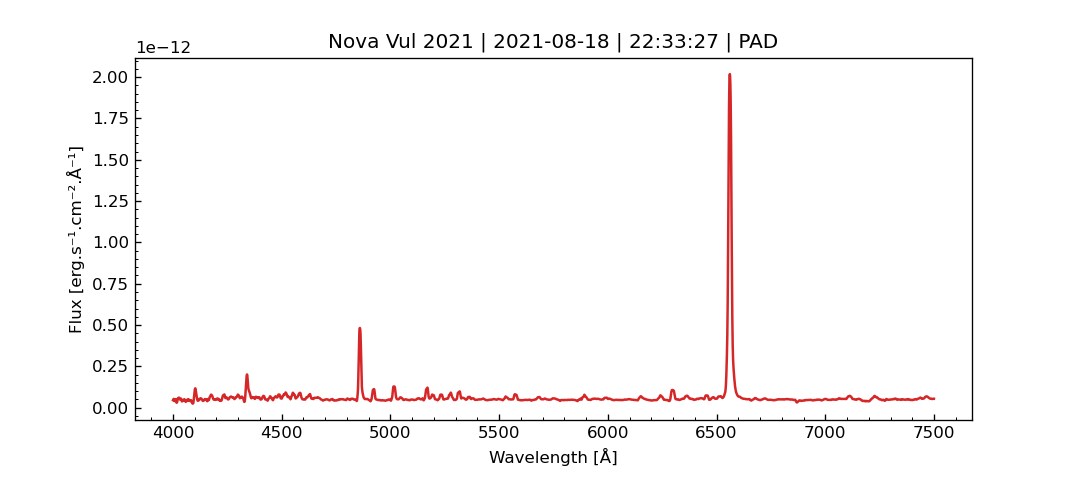 Nova Vul 2021 | 2021-08-18 | 22:33:27 | PAD
1e−12
2.00
1.75
1.50
1.25
1.00
0.75
0.50
0.25
0.00
Flux [erg.s⁻¹.cm⁻².Å⁻¹]
4000 4500 5000 5500 6000 6500 7000 7500
Wavelength [Å]